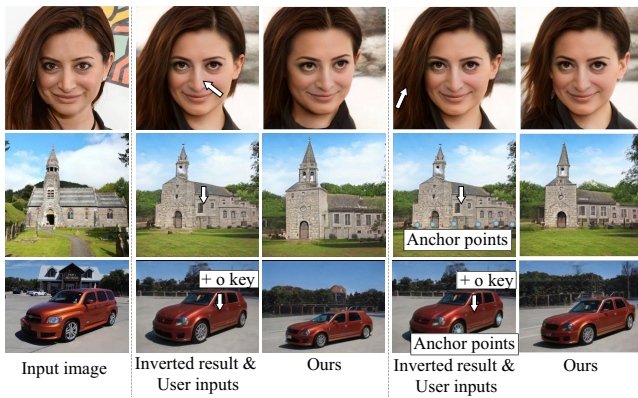 Anchor points
+ o key
+ o key
Anchor points
Input image
Inverted result &
User inputs
Ours
Inverted result &
User inputs
Ours